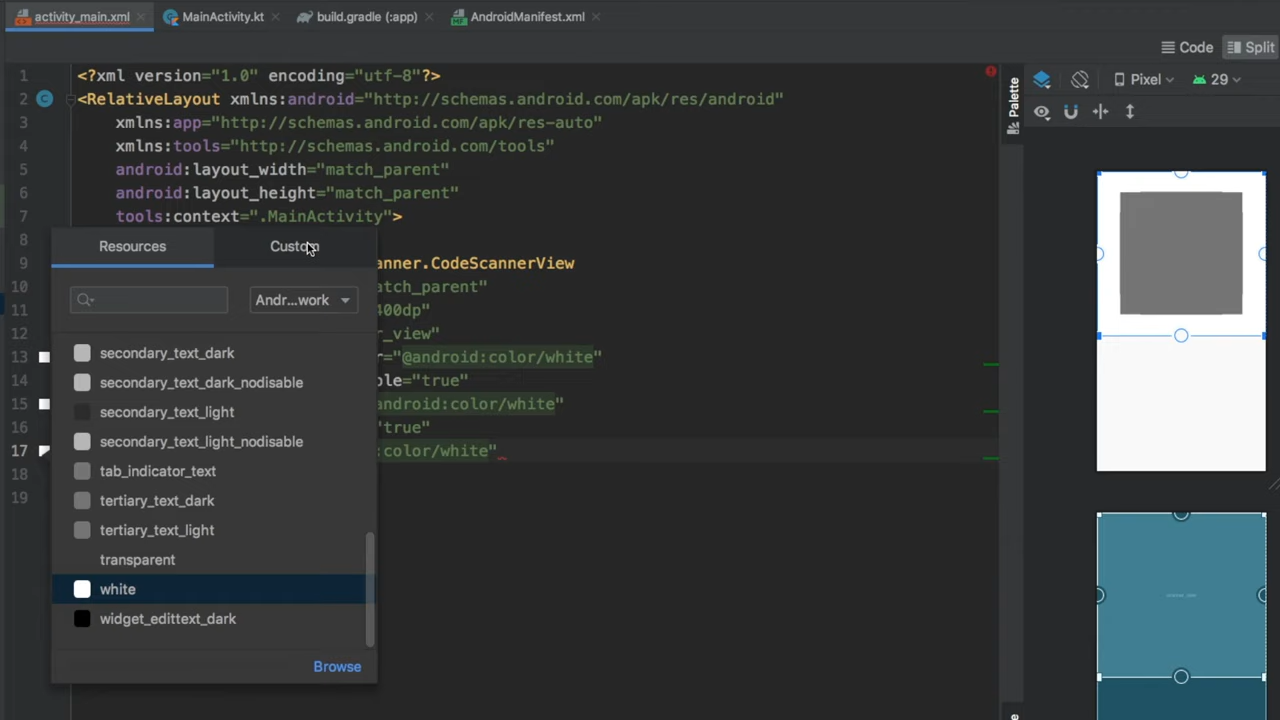 activity_main.xml
MainActivity.kt
build.gradle (:app)
AndroidManifest.xml
Code
Split
1 <?xml version="1.0" encoding="utf-8"?>
2 <RelativeLayout xmlns:android="http://schemas.android.com/apk/res/android"
3 xmlns:app="http://schemas.android.com/apk/res-auto"
4 xmlns:tools="http://schemas.android.com/tools"
5 android:layout_width="match_parent"
6 android:layout_height="match_parent"
7 tools:context=".MainActivity">
8
9 nner.CodeScannerView
10 atch_parent"
11 400dp"
12 r_view"
13 r="@android:color/white"
14 ble="true"
15 android:color/white"
16 "true"
17 :color/white"
18
19
Resources
Custom
Andr...work
secondary_text_dark
secondary_text_dark_nodisable
secondary_text_light
secondary_text_light_nodisable
tab_indicator_text
tertiary_text_dark
tertiary_text_light
transparent
white
widget_edittext_dark
Browse
Palette
Pixel
29